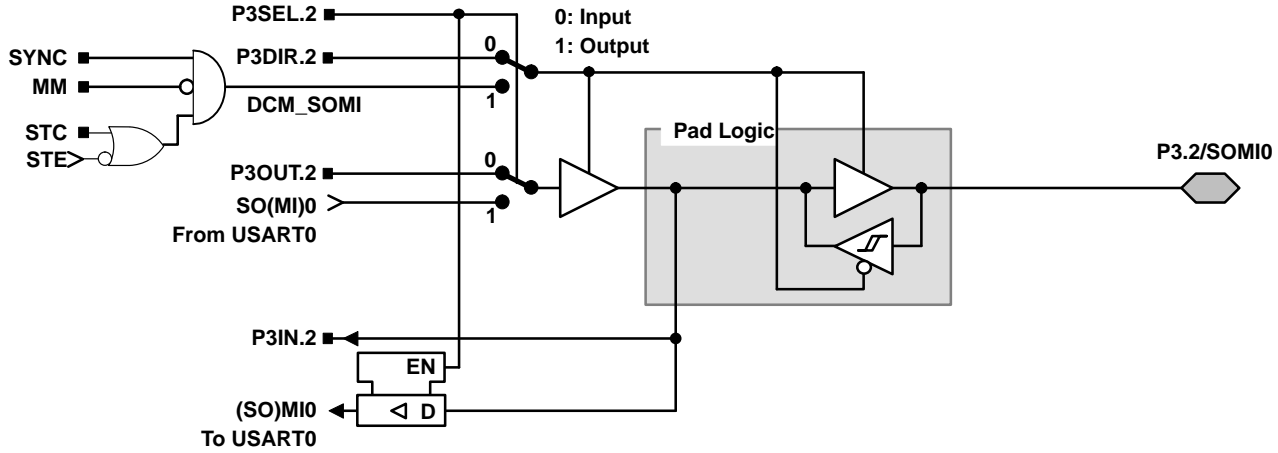 P3SEL.2
0: Input
1: Output
SYNC
P3DIR.2
0
MM
1
DCM_SOMI
STC
STE
Pad Logic
P3.2/SOMI0
P3OUT.2
0
SO(MI)0
1
From USART0
P3IN.2
EN
(SO)MI0
D
To USART0